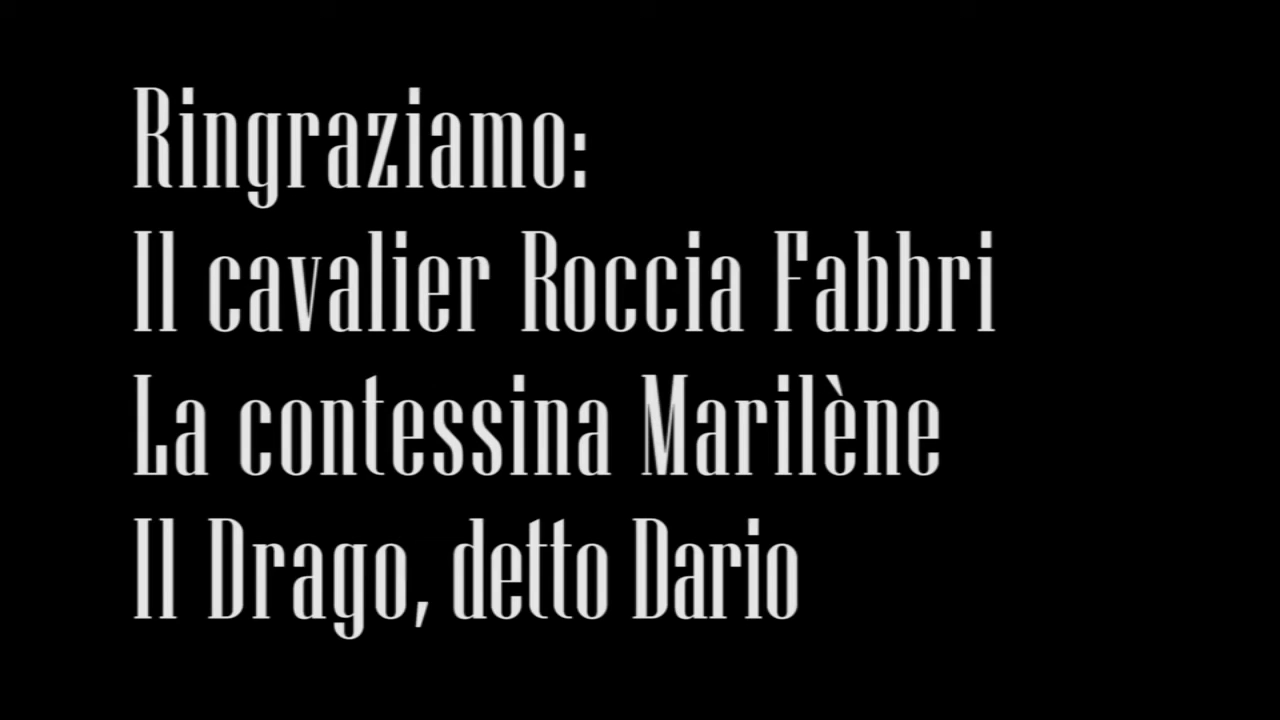 Ringraziamo:
Il cavalier Roccia Fabbri
La contessina Marilène
Il Drago, detto Dario